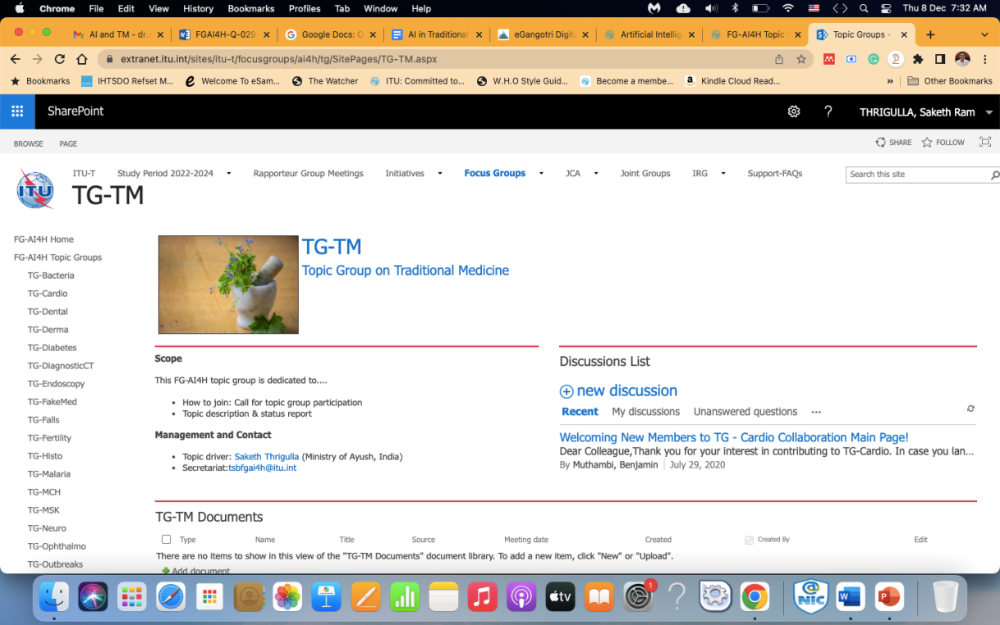 Chrome File Edit View History Bookmarks Profiles Tab Window Help Thu 8 Dec 7:32 AM
AI and TM - dr.s FGAI4H-Q-029 Google Docs: O AI in Traditional eGangotri Digit Artificial Intellig FG-AI4H Topic Topic Groups -
extranet.itu.int/sites/itu-t/focusgroups/ai4h/tg/SitePages/TG-TM.aspx
Bookmarks IHTSDO Refset M... Welcome To eSam... The Watcher ITU: Committed to... W.H.O Style Guid... Become a membe... Kindle Cloud Read... » Other Bookmarks
SharePoint ? THRIGULLA, Saketh Ram
BROWSE PAGE SHARE FOLLOW
ITU-T Study Period 2022-2024 Rapporteur Group Meetings Initiatives Focus Groups JCA Joint Groups IRG Support-FAQs
Search this site
ITU
TG-TM
FG-AI4H Home
FG-AI4H Topic Groups
TG-Bacteria
TG-Cardio
TG-Dental
TG-Derma
TG-Diabetes
TG-DiagnosticCT
TG-Endoscopy
TG-FakeMed
TG-Falls
TG-Fertility
TG-Histo
TG-Malaria
TG-MCH
TG-MSK
TG-Neuro
TG-Ophthalmo
TG-Outbreaks
TG-TM
Topic Group on Traditional Medicine
Scope
This FG-AI4H topic group is dedicated to....
• How to join: Call for topic group participation
• Topic description & status report
Management and Contact
• Topic driver: Saketh Thrigulla (Ministry of Ayush, India)
• Secretariat:tsbfgai4h@itu.int
Discussions List
new discussion
Recent My discussions Unanswered questions ...
Welcoming New Members to TG - Cardio Collaboration Main Page!
Dear Colleague,Thank you for your interest in contributing to TG-Cardio. In case you lan...
By Muthambi, Benjamin July 29, 2020
TG-TM Documents
Type Name Title Source Meeting date Created Created By Edit
There are no items to show in this view of the "TG-TM Documents" document library. To add a new item, click "New" or "Upload".
Add document
tv 1 ? @ NIC W P